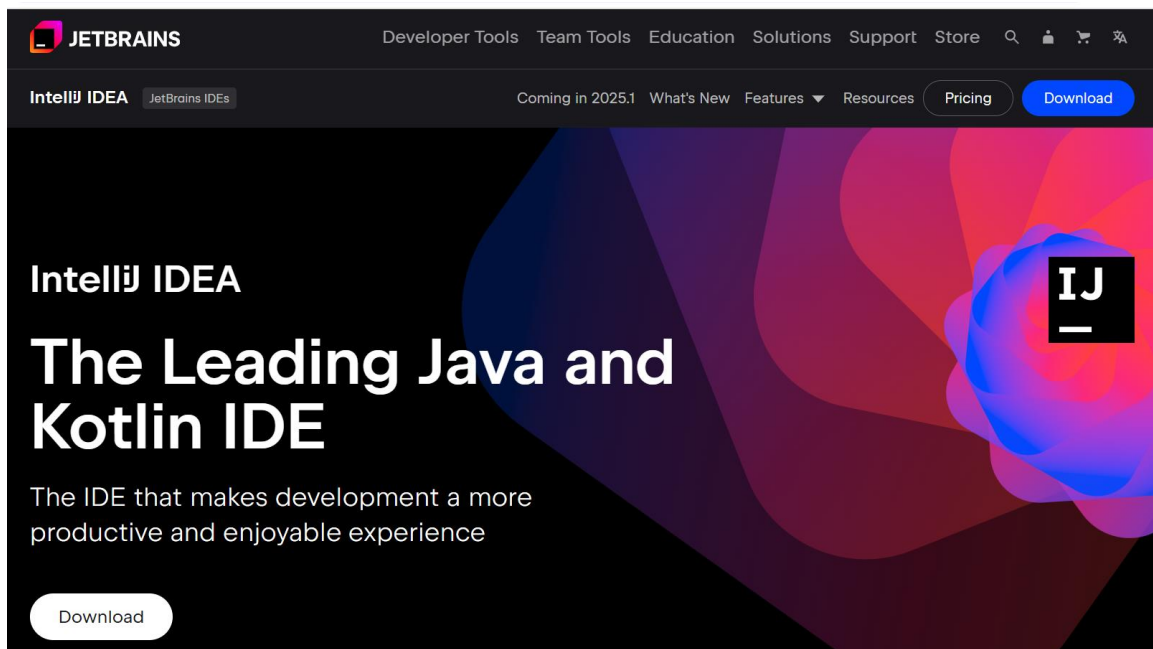 JETBRAINS
Developer Tools Team Tools Education Solutions Support Store
IntelliJ IDEA JetBrains IDEs
Coming in 2025.1 What's New Features Resources Pricing Download
IntelliJ IDEA
IJ
The Leading Java and
Kotlin IDE
The IDE that makes development a more
productive and enjoyable experience
Download